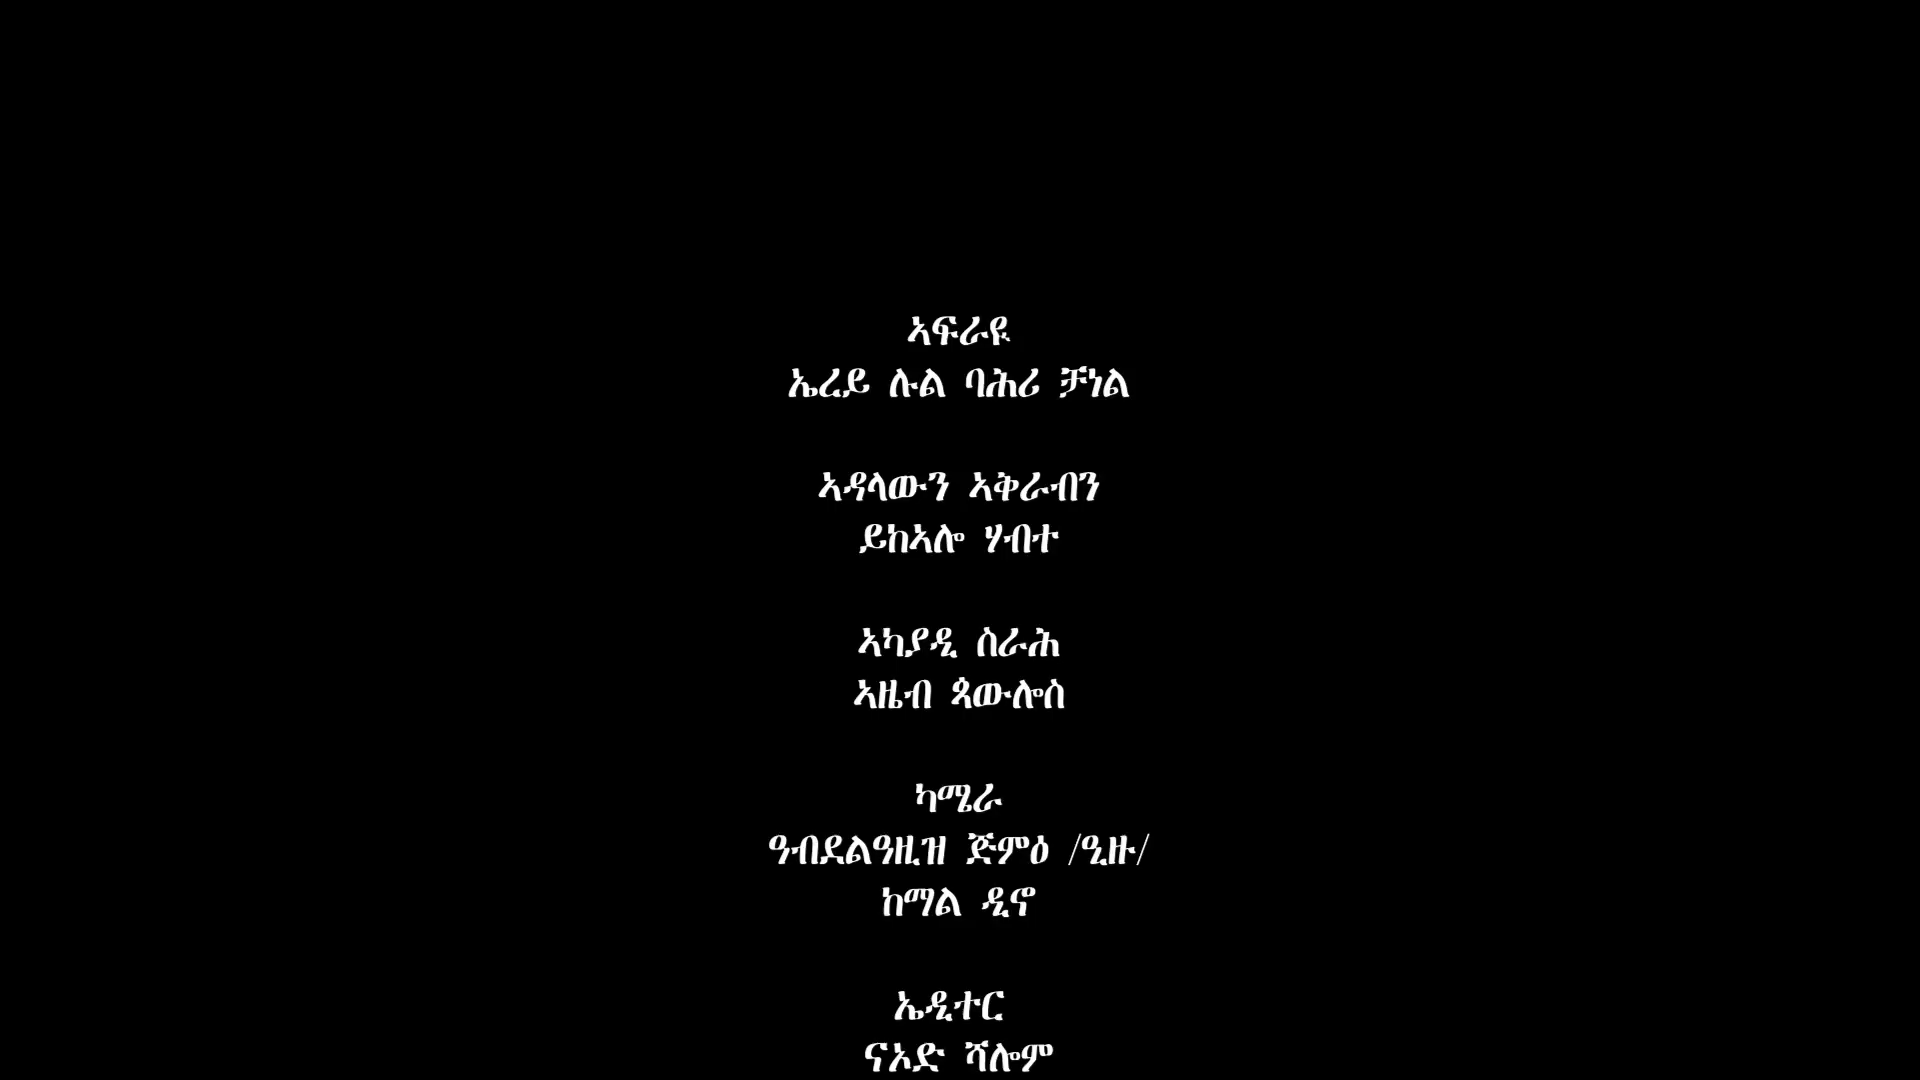 ኣፍራዪ
ኤረይ ሉል ባሕሪ ቻነል
ኣዳላውን ኣቅራብን
ይከኣሎ ሃብተ
ኣካያዲ ስራሕ
ኣዜብ ጳውሎስ
ካሜራ
ዓብደልዓዚዝ ጅምዕ /ዒዙ/
ከማል ዲኖ
ኤዲተር
ናኦድ ሻሎም